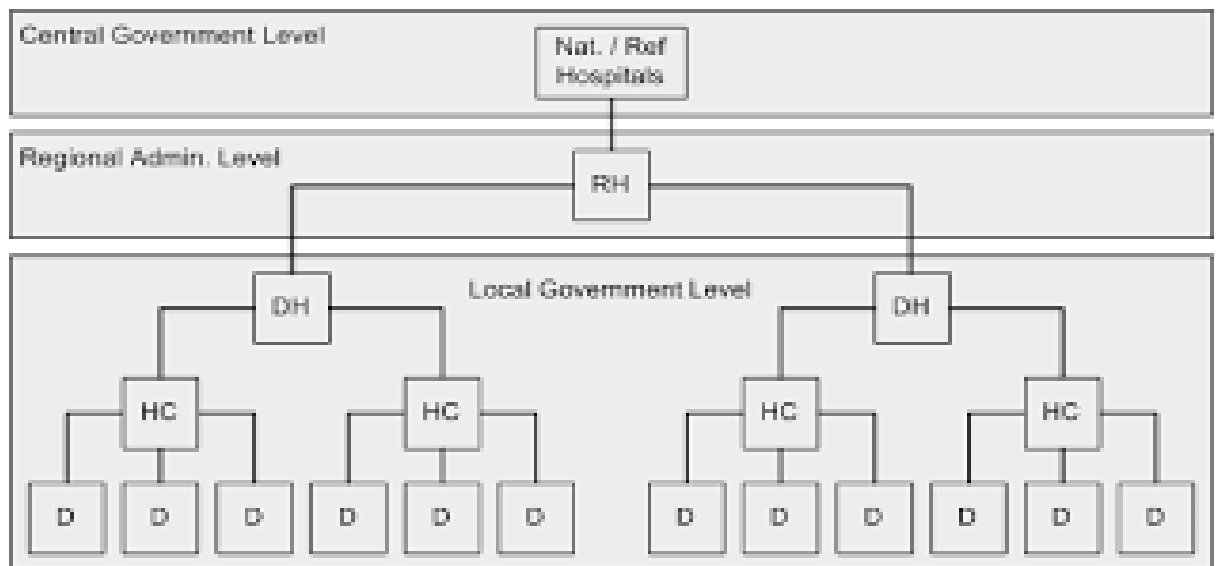 Central Government Level
Nat. / Ref
Hospitals
Regional Admin. Level
RH
Local Government Level
DH
DH
HC
HC
HC
HC
D
D
D
D
D
D
D
D
D
D
D
D